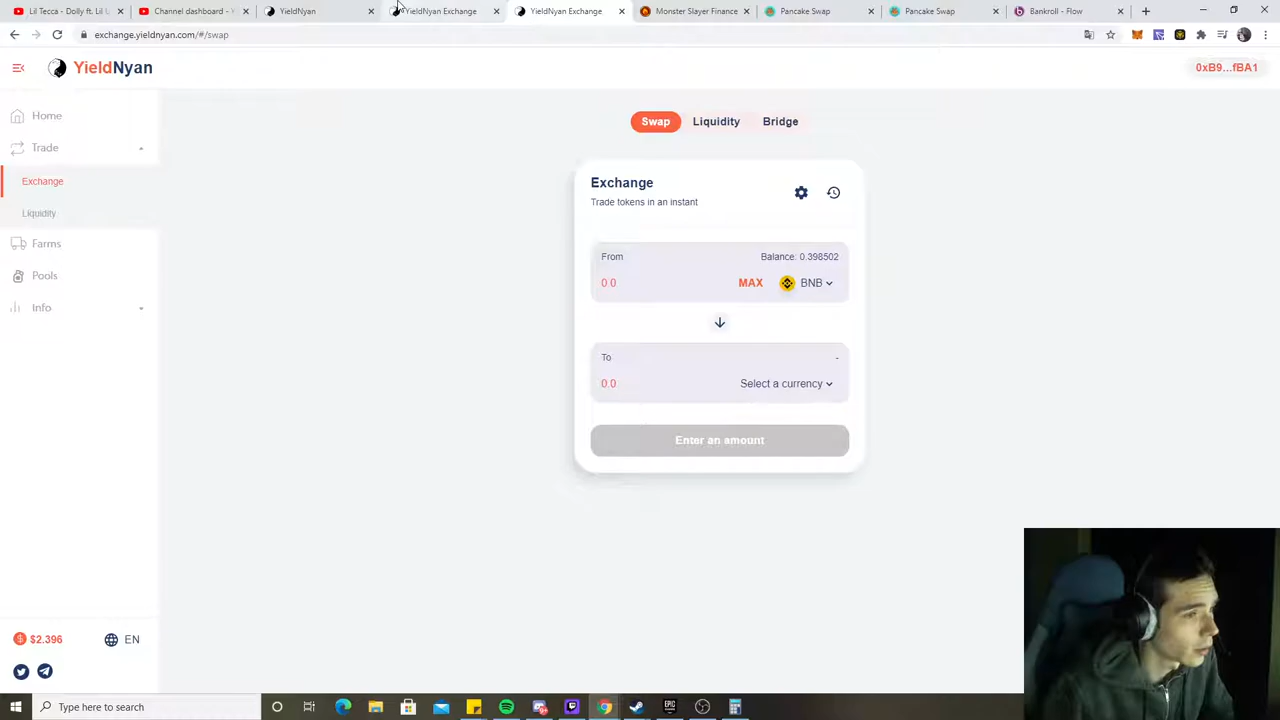 Lil Tecca - Dolly ft. Lil U
Channel dashboard - Y
YieldNyan
YieldNyan Exchange
YieldNyan Exchange
Monster Slayer Finance
Pancake Swap
Pancake Swap
Bankroll - Flow
exchange.yieldnyan.com/#/swap
YieldNyan
0xB9...fBA1
Home
Trade
Exchange
Liquidity
Farms
Pools
Info
Swap
Liquidity
Bridge
Exchange
Trade tokens in an instant
From
Balance: 0.398502
0.0
MAX
BNB
To
-
0.0
Select a currency
Enter an amount
$2.396
EN
Type here to search